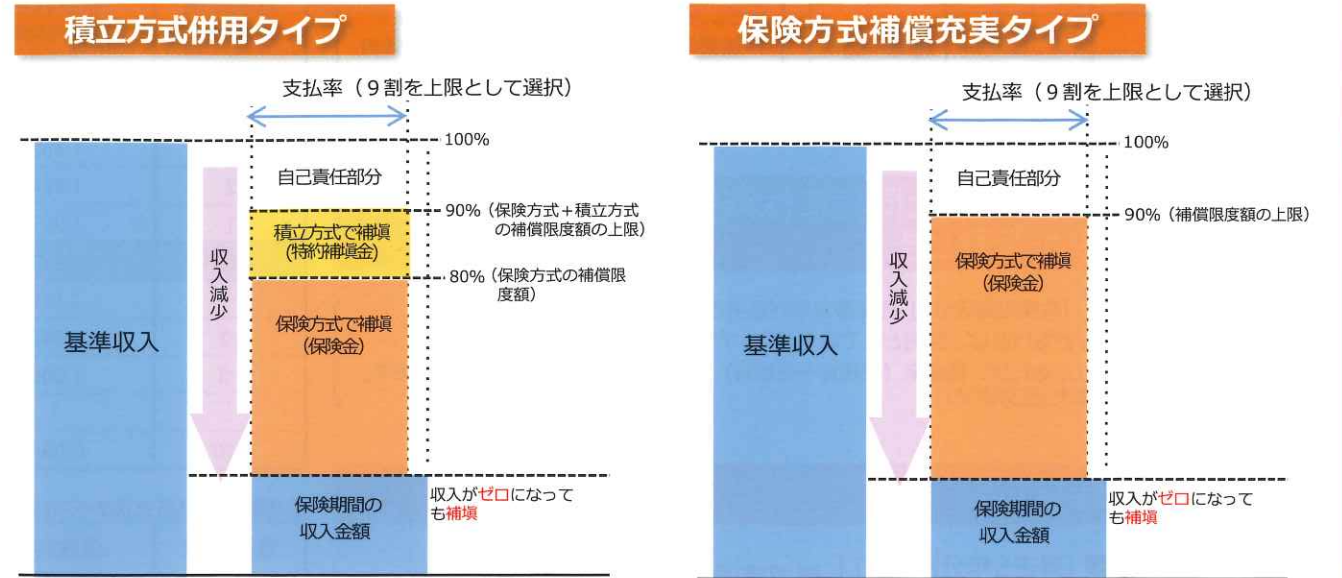 積立方式併用タイプ
支払率(9割を上限として選択)
100%
自己責任部分
90%(保険方式+積立方式
の補償限度額の上限)
積立方式で補塡
(特約補塡金)
80%(保険方式の補償限
度額)
収入減少
保険方式で補塡
(保険金)
基準収入
収入がゼロになって
も補塡
保険期間の
収入金額
保険方式補償充実タイプ
支払率(9割を上限として選択)
100%
自己責任部分
90%(補償限度額の上限)
収入減少
保険方式で補塡
(保険金)
基準収入
収入がゼロになって
も補塡
保険期間の
収入金額